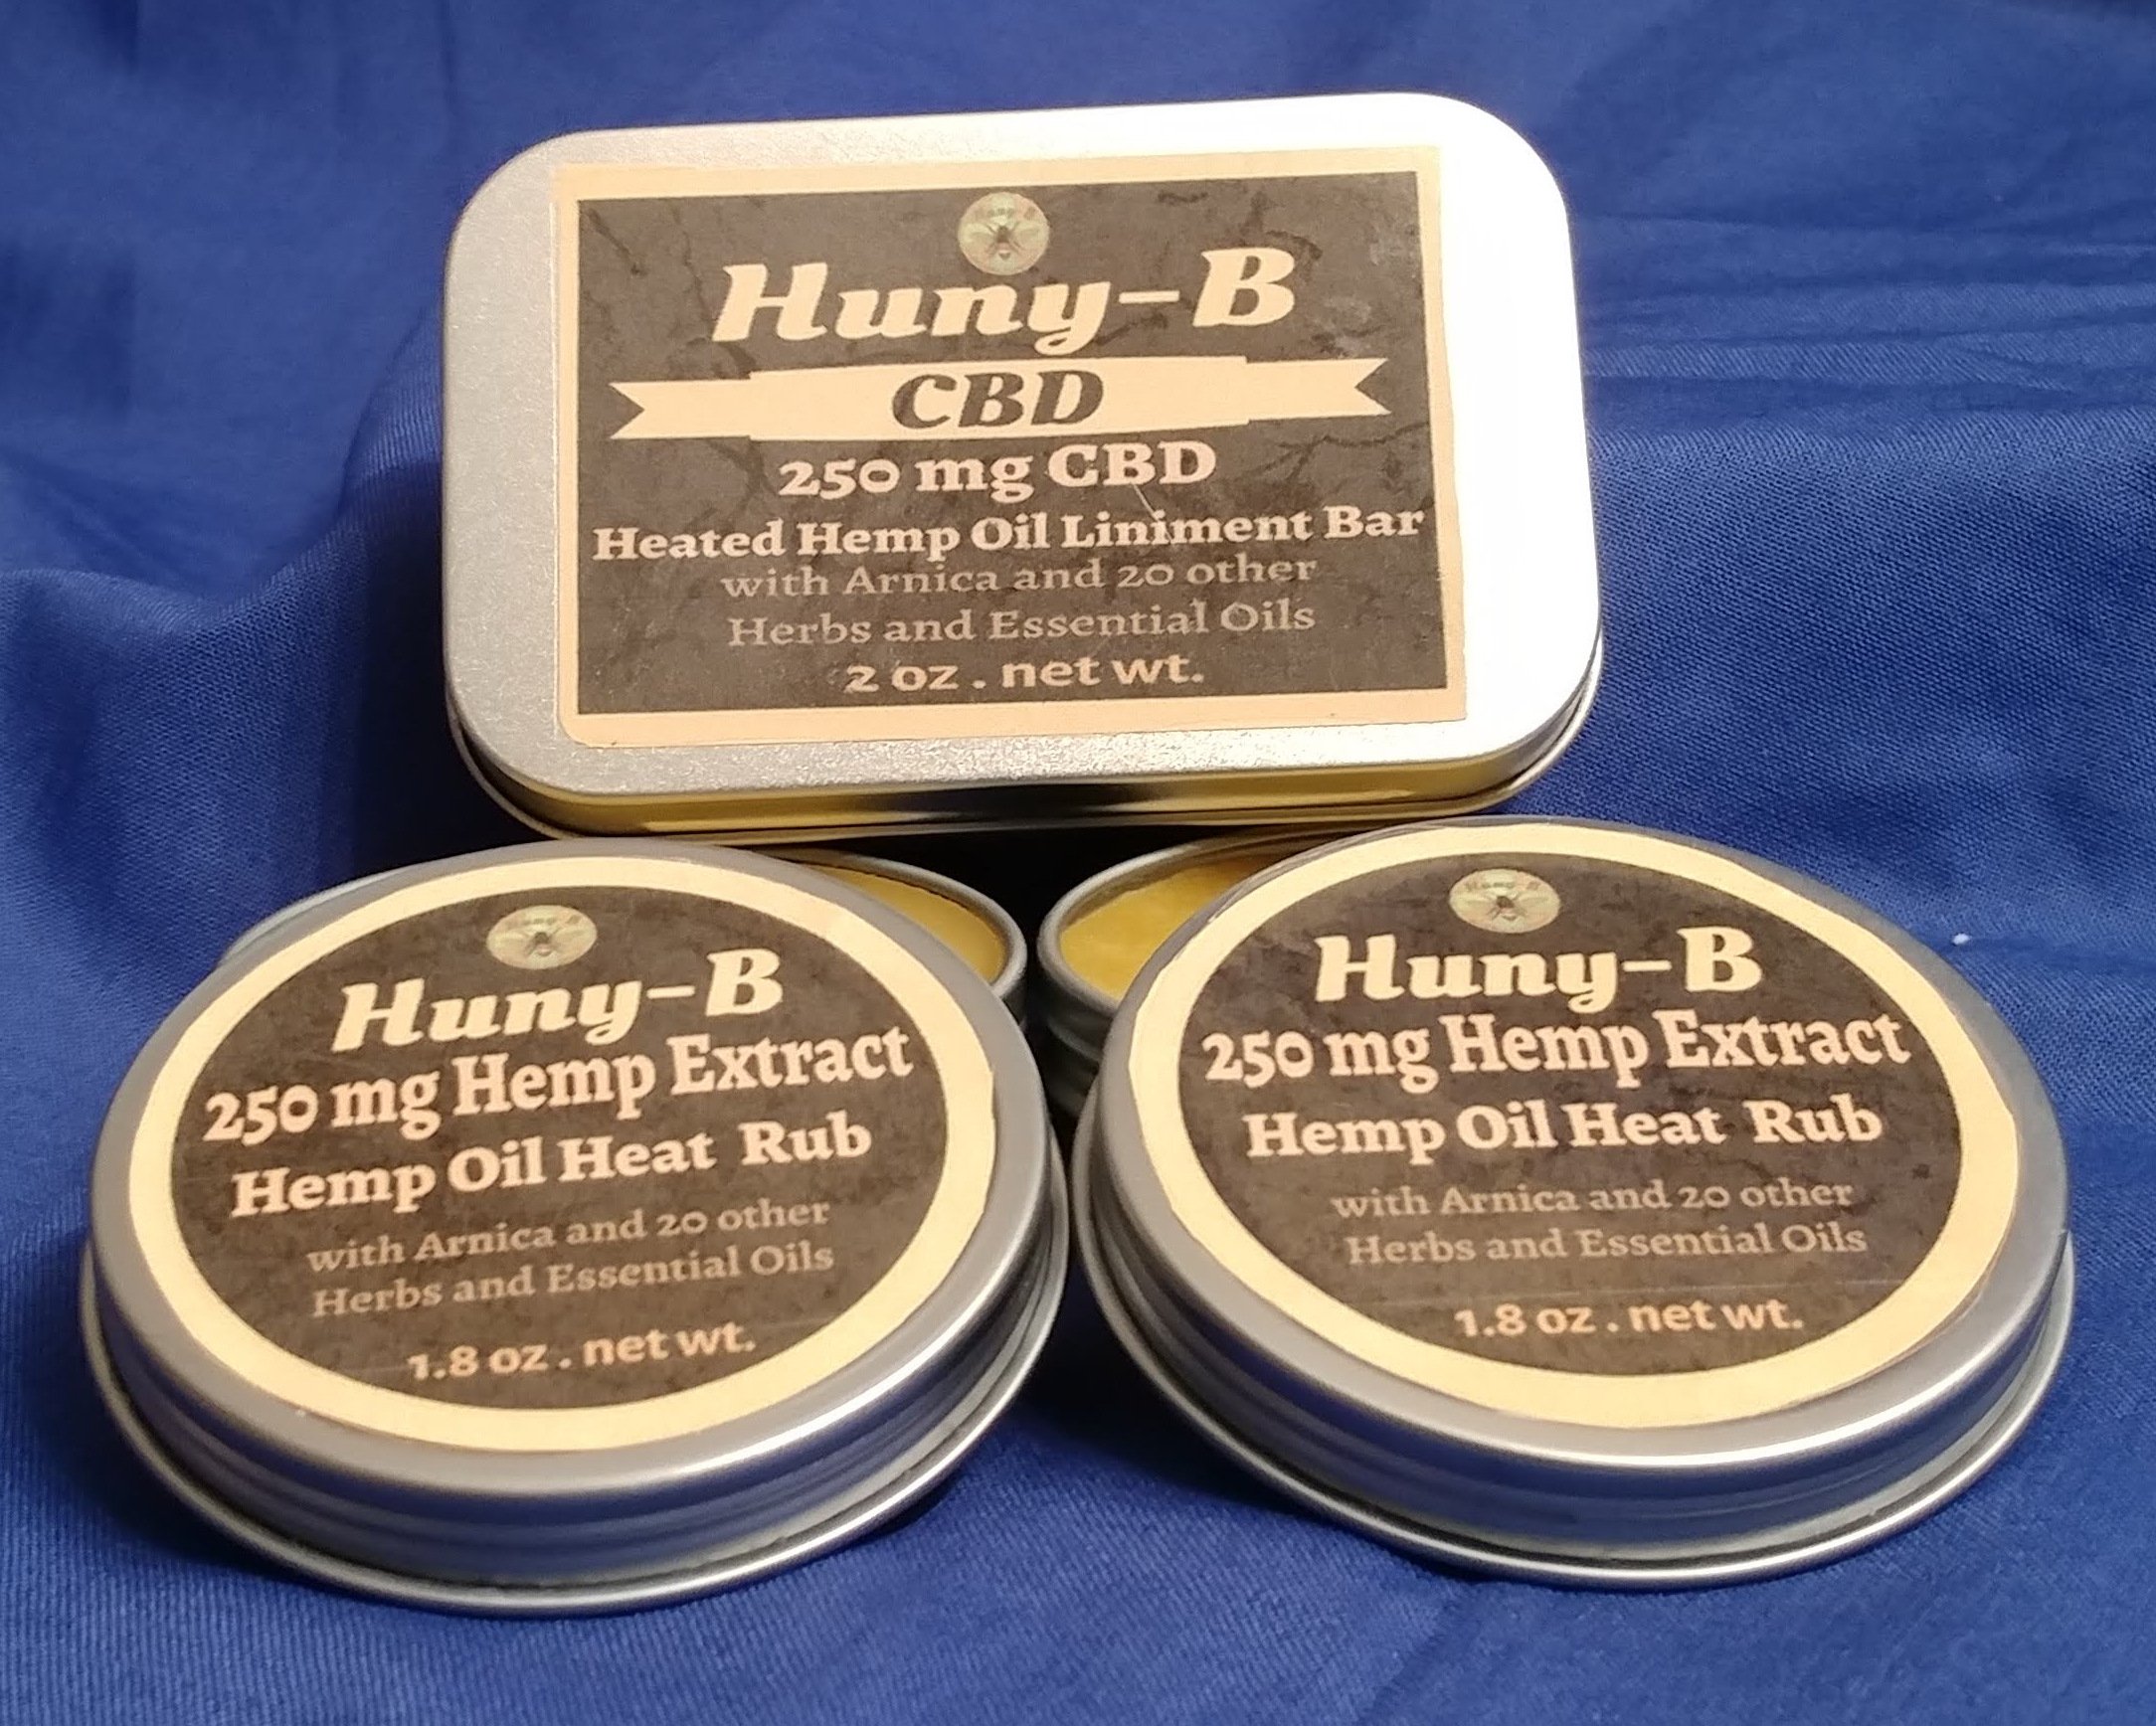 Huny-B
CBD
250 mg CBD
Heated Hemp Oil Liniment Bar
with Arnica and 20 other
Herbs and Essential Oils
2 oz . net wt.
Huny-B
250 mg Hemp Extract
Hemp Oil Heat Rub
with Arnica and 20 other
Herbs and Essential Oils
1.8 oz . net wt.
Huny-B
Huny-B
250 mg Hemp Extract
Hemp Oil Heat Rub
with Arnica and 20 other
Herbs and Essential Oils
1.8 oz . net wt.